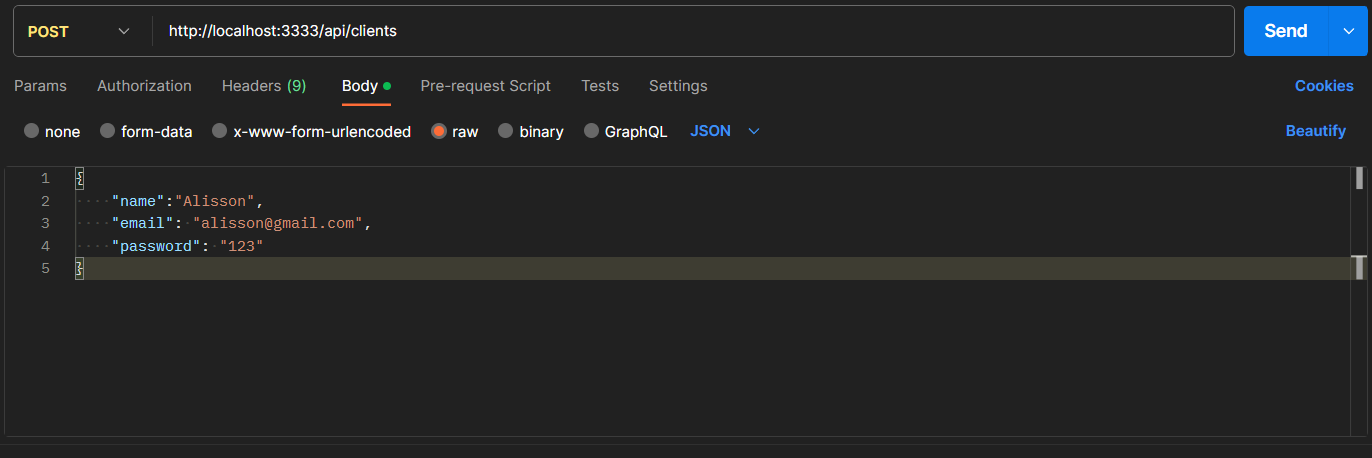 POST http://localhost:3333/api/clients Send
Params Authorization Headers (9) Body Pre-request Script Tests Settings Cookies
none form-data x-www-form-urlencoded raw binary GraphQL JSON Beautify
1 {
2 ····"name":"Alisson",
3 ····"email":·"alisson@gmail.com",
4 ····"password":·"123"
5 }